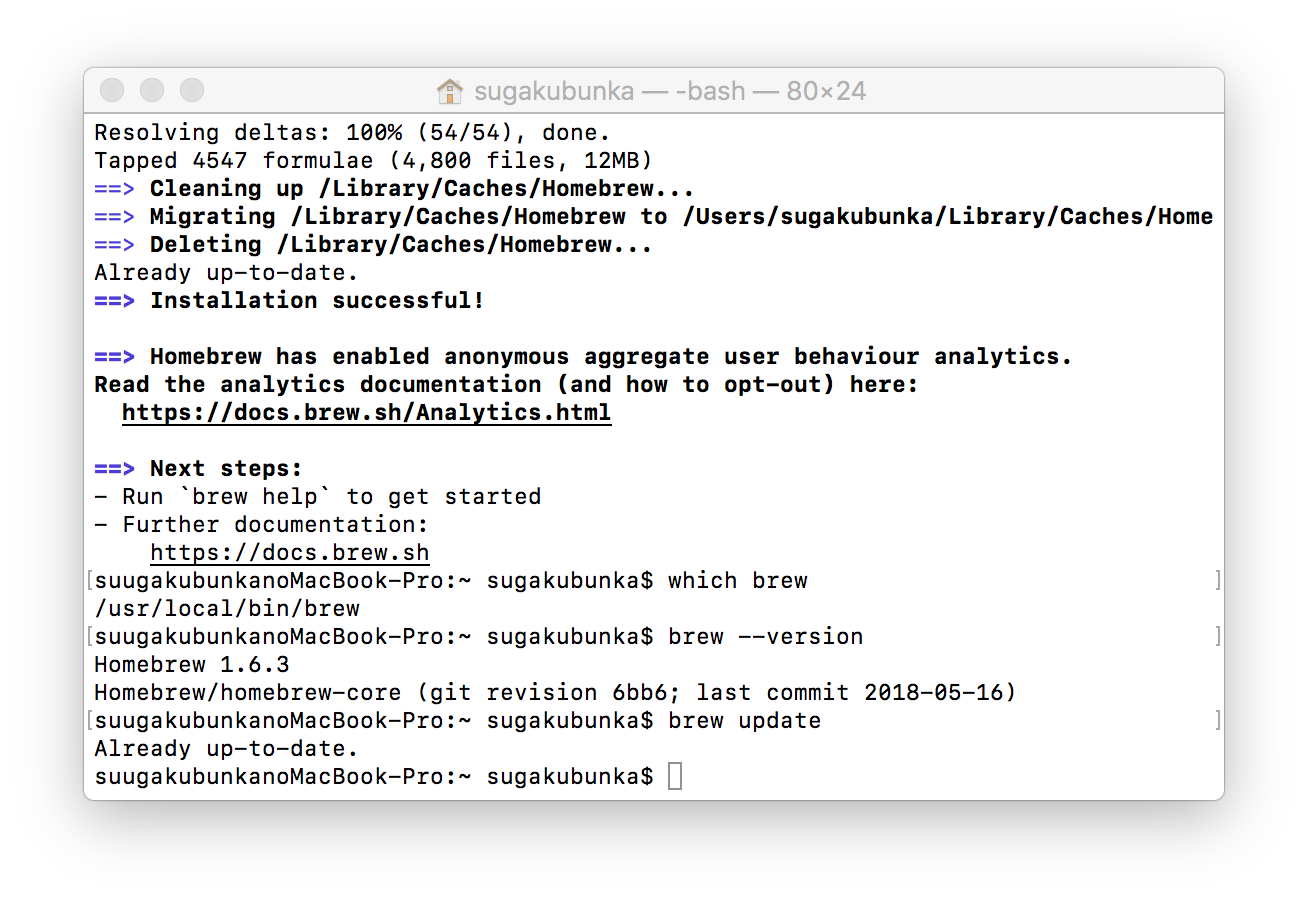 sugakubunka — -bash — 80×24
Resolving deltas: 100% (54/54), done.
Tapped 4547 formulae (4,800 files, 12MB)
==> Cleaning up /Library/Caches/Homebrew...
==> Migrating /Library/Caches/Homebrew to /Users/sugakubunka/Library/Caches/Home
==> Deleting /Library/Caches/Homebrew...
Already up-to-date.
==> Installation successful!
==> Homebrew has enabled anonymous aggregate user behaviour analytics.
Read the analytics documentation (and how to opt-out) here:
  https://docs.brew.sh/Analytics.html
==> Next steps:
- Run `brew help` to get started
- Further documentation:
    https://docs.brew.sh
[suugakubunkanoMacBook-Pro:~ sugakubunka$ which brew ]
/usr/local/bin/brew
[suugakubunkanoMacBook-Pro:~ sugakubunka$ brew --version ]
Homebrew 1.6.3
Homebrew/homebrew-core (git revision 6bb6; last commit 2018-05-16)
[suugakubunkanoMacBook-Pro:~ sugakubunka$ brew update ]
Already up-to-date.
suugakubunkanoMacBook-Pro:~ sugakubunka$